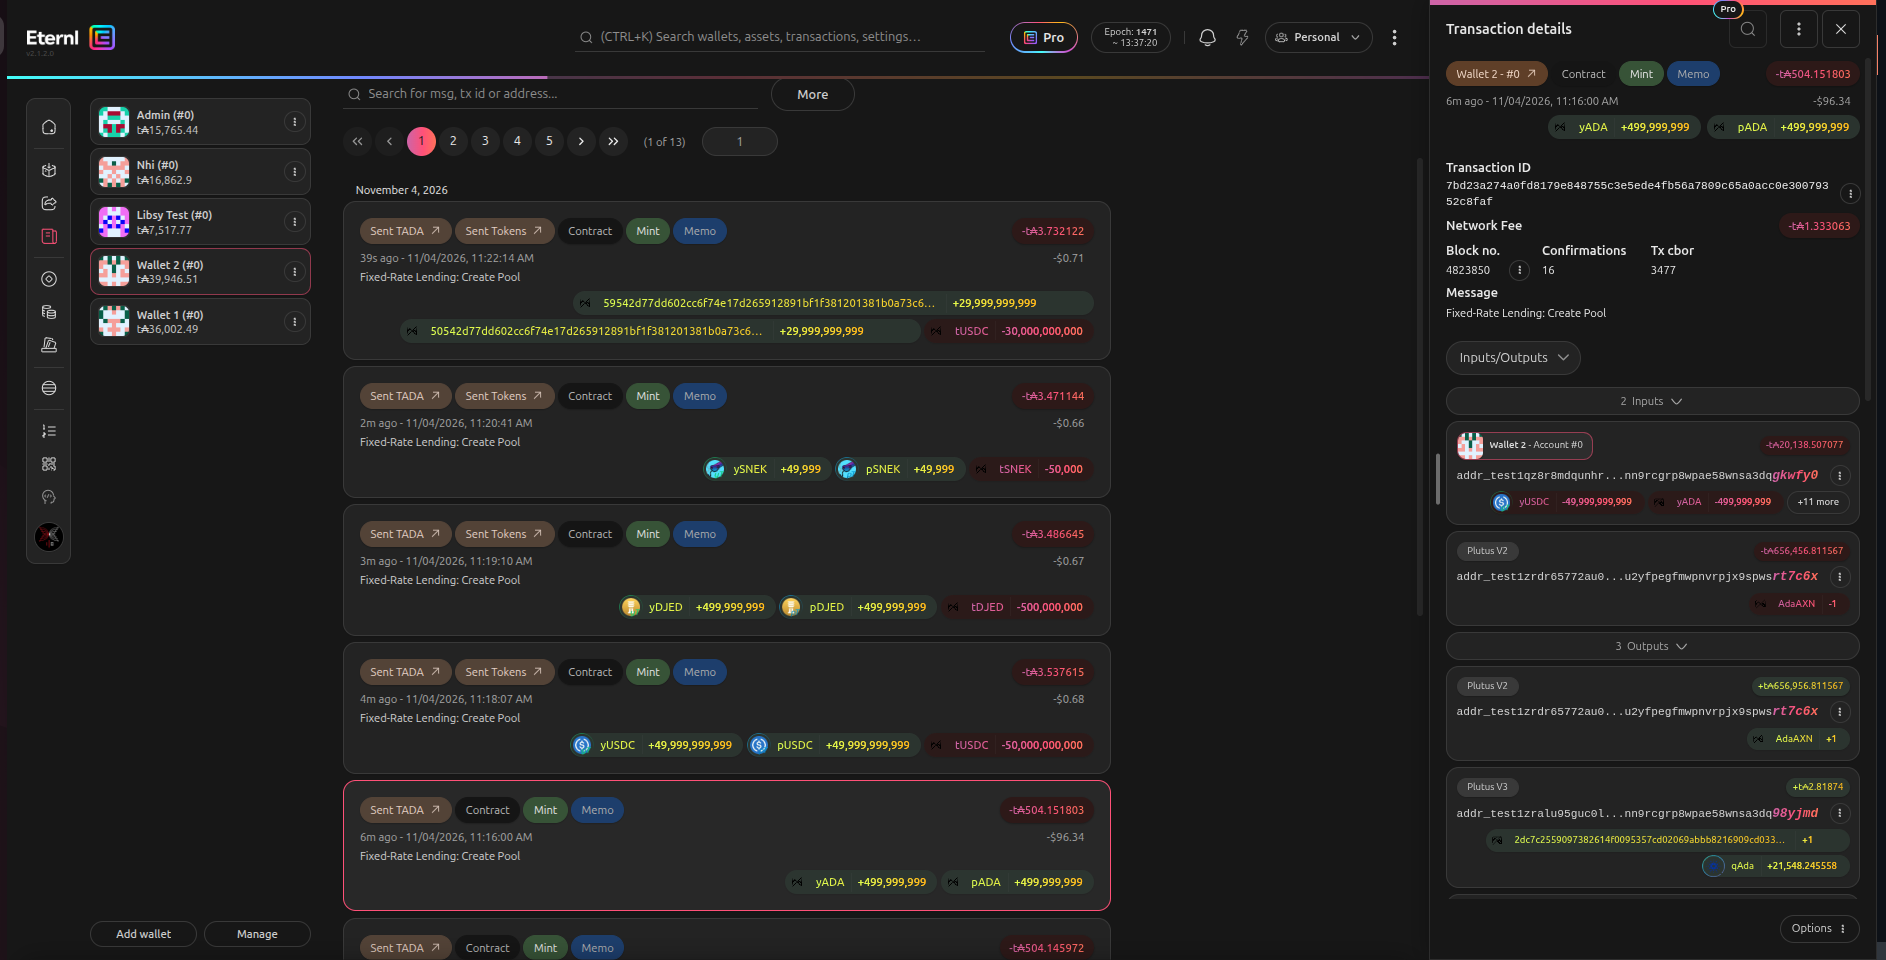 Eternl
v2.1.2.0
(CTRL+K) Search wallets, assets, transactions, settings...
Pro
Epoch: 1471
~ 13:37:20
Personal
Admin (#0)
t₳15,765.44
Nhi (#0)
t₳16,862.9
Libsy Test (#0)
t₳7,517.77
Wallet 2 (#0)
t₳39,946.51
Wallet 1 (#0)
t₳36,002.49
Add wallet
Manage
Search for msg, tx id or address...
More
1 2 3 4 5 (1 of 13) 1
November 4, 2026
Sent TADA Sent Tokens Contract Mint Memo -t₳3.732122
39s ago - 11/04/2026, 11:22:14 AM -$0.71
Fixed-Rate Lending: Create Pool
59542d77dd602cc6f74e17d265912891bf1f381201381b0a73c6... +29,999,999,999
50542d77dd602cc6f74e17d265912891bf1f381201381b0a73c6... +29,999,999,999 tUSDC -30,000,000,000
Sent TADA Sent Tokens Contract Mint Memo -t₳3.471144
2m ago - 11/04/2026, 11:20:41 AM -$0.66
Fixed-Rate Lending: Create Pool
ySNEK +49,999 pSNEK +49,999 tSNEK -50,000
Sent TADA Sent Tokens Contract Mint Memo -t₳3.486645
3m ago - 11/04/2026, 11:19:10 AM -$0.67
Fixed-Rate Lending: Create Pool
yDJED +499,999,999 pDJED +499,999,999 tDJED -500,000,000
Sent TADA Sent Tokens Contract Mint Memo -t₳3.537615
4m ago - 11/04/2026, 11:18:07 AM -$0.68
Fixed-Rate Lending: Create Pool
yUSDC +49,999,999,999 pUSDC +49,999,999,999 tUSDC -50,000,000,000
Sent TADA Contract Mint Memo -t₳504.151803
6m ago - 11/04/2026, 11:16:00 AM -$96.34
Fixed-Rate Lending: Create Pool
yADA +499,999,999 pADA +499,999,999
Sent TADA Contract Mint Memo -t₳504.145972
Transaction details
Pro
Wallet 2 - #0 Contract Mint Memo -t₳504.151803
6m ago - 11/04/2026, 11:16:00 AM -$96.34
yADA +499,999,999 pADA +499,999,999
Transaction ID
7bd23a274a0fd8179e848755c3e5ede4fb56a7809c65a0acc0e300793
52c8faf
Network Fee -t₳1.333063
Block no. Confirmations Tx cbor
4823850 16 3477
Message
Fixed-Rate Lending: Create Pool
Inputs/Outputs
2 Inputs
Wallet 2 - Account #0 -t₳20,138.507077
addr_test1qz8r8mdqunhr...nn9rcgrp8wpae58wnsa3dqgkwfy0
yUSDC -49,999,999,999 yADA -499,999,999 +11 more
Plutus V2 -t₳656,456.811567
addr_test1zrdr65772au0...u2yfpegfmwpnvrpjx9spwsrt7c6x
AdaAXN -1
3 Outputs
Plutus V2 +t₳656,956.811567
addr_test1zrdr65772au0...u2yfpegfmwpnvrpjx9spwsrt7c6x
AdaAXN +1
Plutus V3 +t₳2.81874
addr_test1zralu95guc0l...nn9rcgrp8wpae58wnsa3dq98yjmd
2dc7c2559097382614f0095357cd02069abbb8216909cd033... +1
qAda +21,548.245558
Options